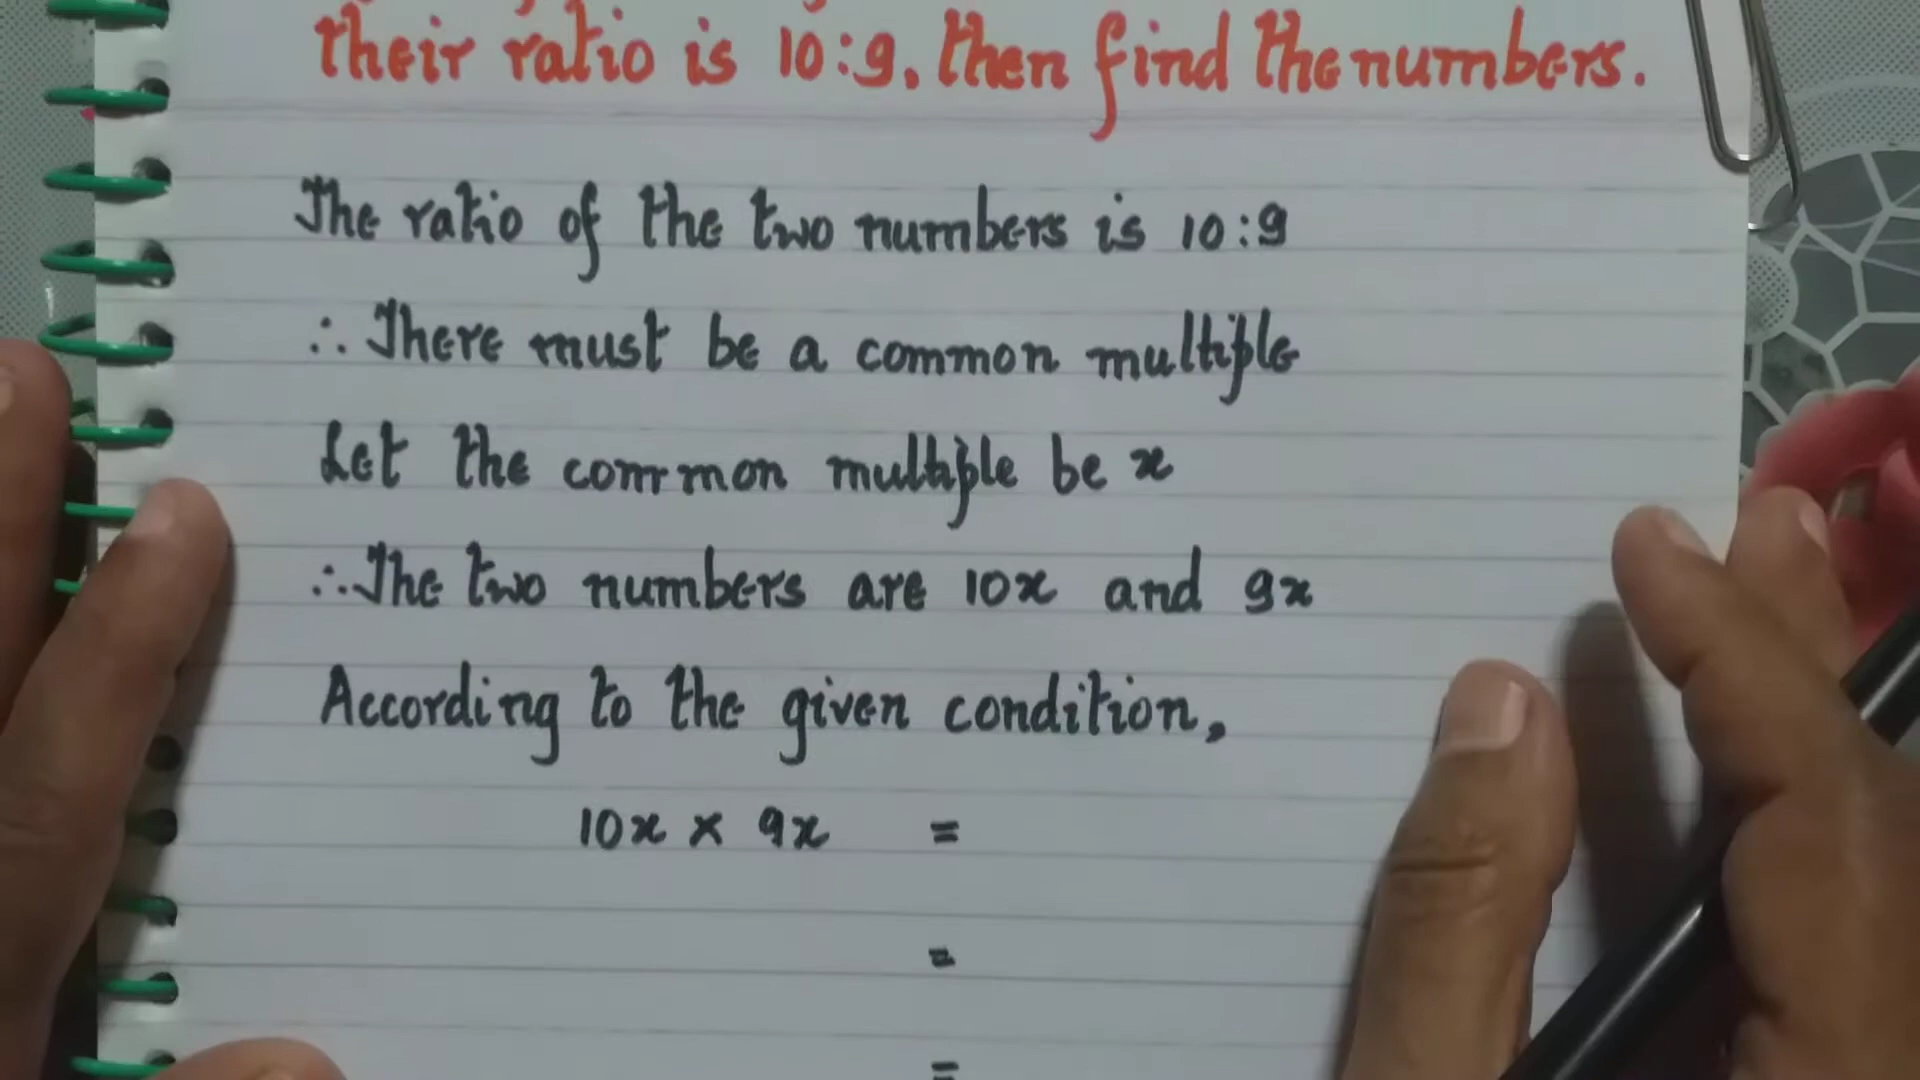 their ratio is 10:9, then find the numbers.
The ratio of the two numbers is 10:9
∴ There must be a common multiple
Let the common multiple be x
∴ The two numbers are 10x and 9x
According to the given condition,
10x × 9x =
=
=